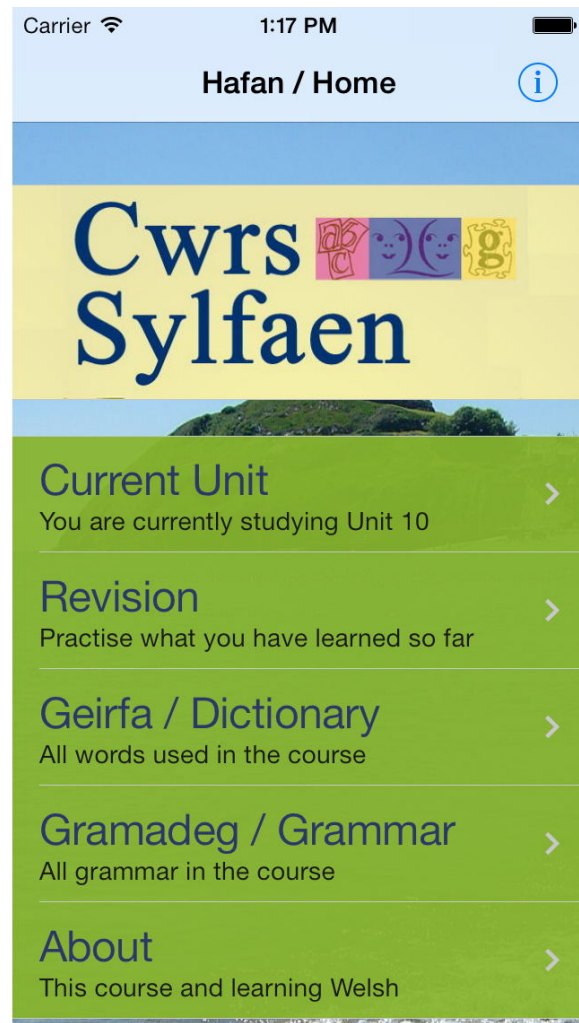 Carrier 1:17 PM
Hafan / Home i
Cwrs abc g
Sylfaen
Current Unit
You are currently studying Unit 10
Revision
Practise what you have learned so far
Geirfa / Dictionary
All words used in the course
Gramadeg / Grammar
All grammar in the course
About
This course and learning Welsh